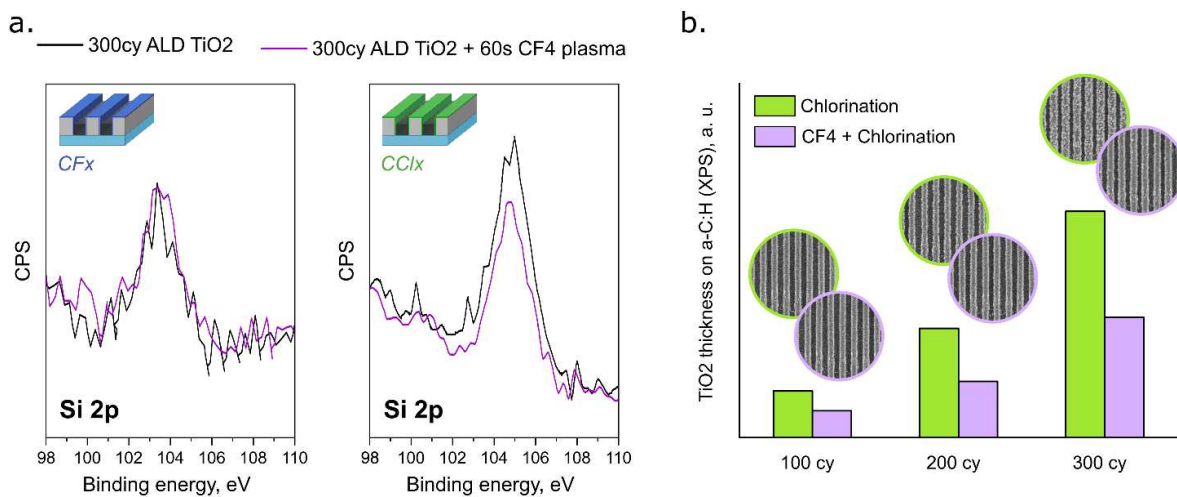 a.
300cy ALD TiO2
300cy ALD TiO2 + 60s CF4 plasma
CPS
CFx
Si 2p
98 100 102 104 106 108 110
Binding energy, eV
CPS
CClx
Si 2p
98 100 102 104 106 108 110
Binding energy, eV
b.
TiO2 thickness on a-C:H (XPS), a. u.
Chlorination
CF4 + Chlorination
100 cy
200 cy
300 cy